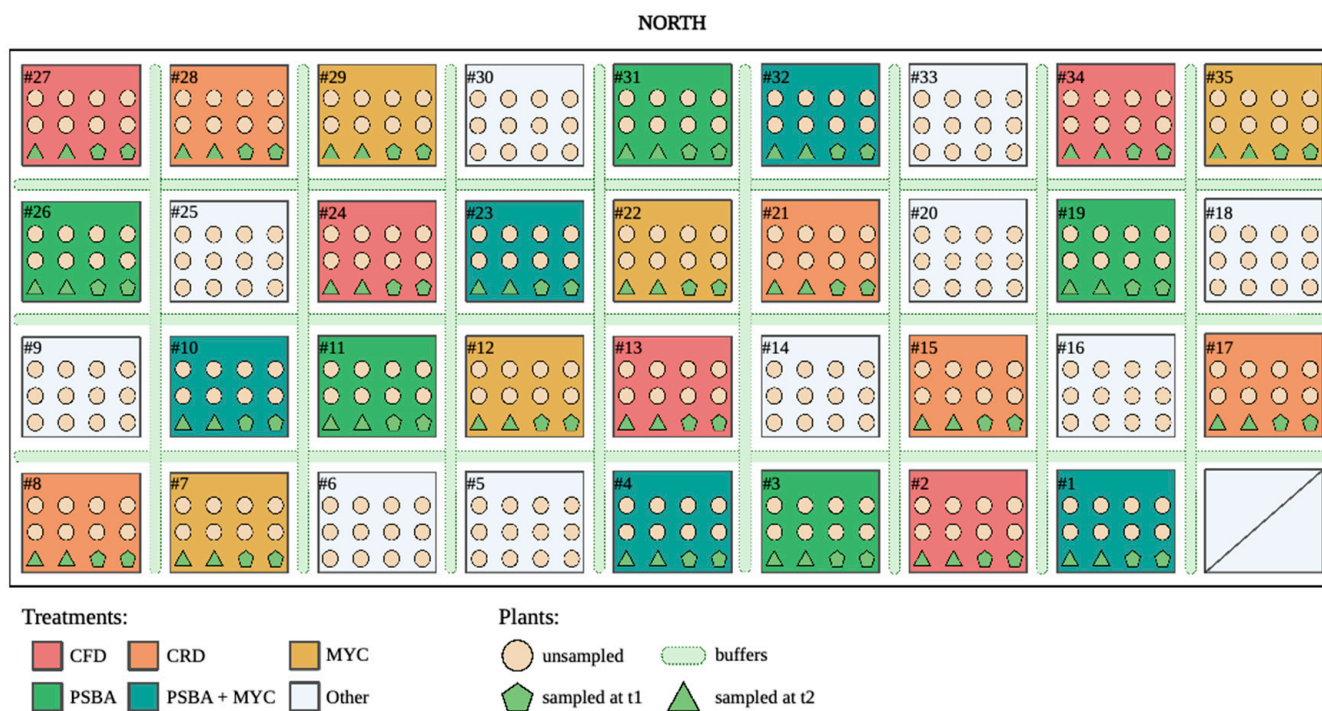 NORTH
#27 #28 #29 #30 #31 #32 #33 #34 #35
#26 #25 #24 #23 #22 #21 #20 #19 #18
#9 #10 #11 #12 #13 #14 #15 #16 #17
#8 #7 #6 #5 #4 #3 #2 #1
Treatments: Plants:
CFD CRD MYC unsampled buffers
PSBA PSBA + MYC Other sampled at t1 sampled at t2